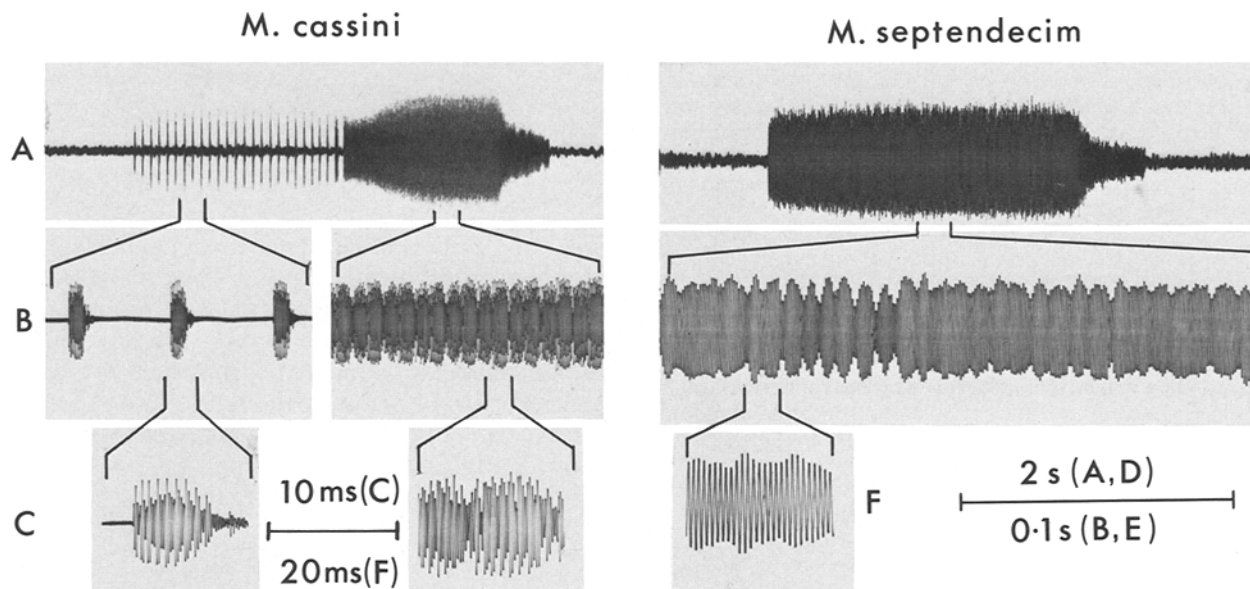 M. cassini
M. septendecim
A
B
C
10 ms (C)
20 ms (F)
F
2 s (A, D)
0·1 s (B, E)